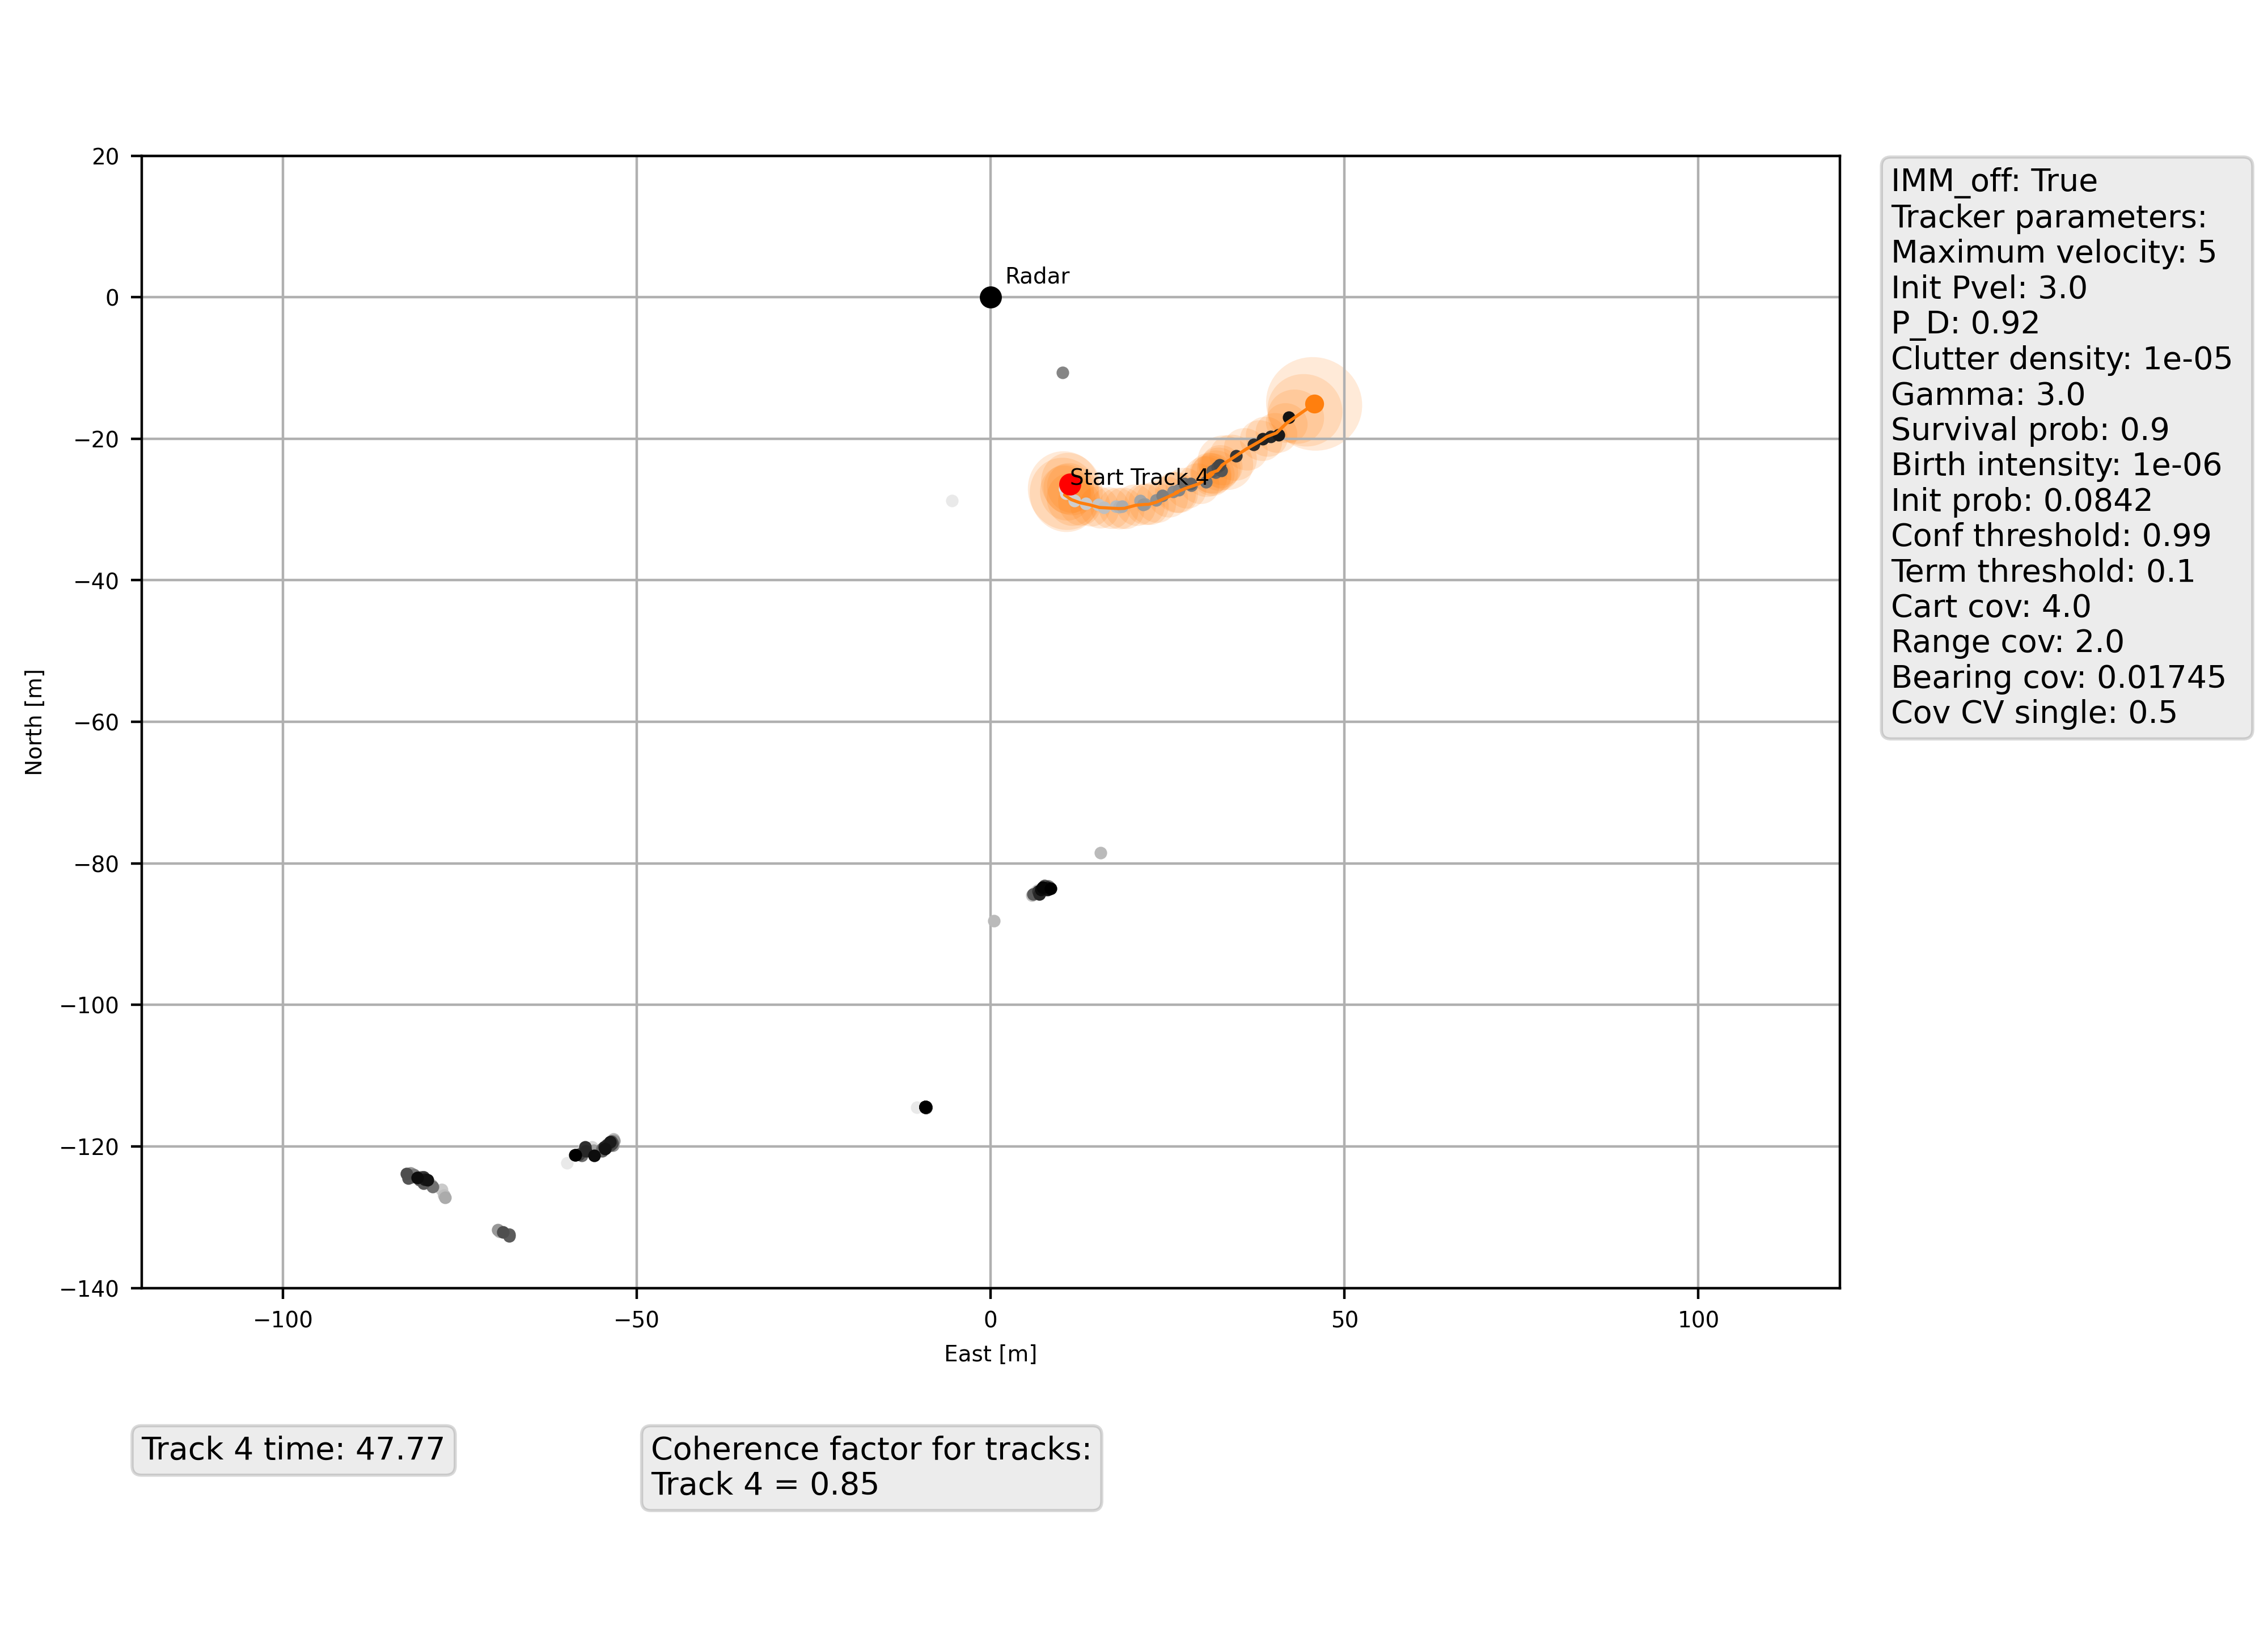 20
0
−20
−40
−60
−80
−100
−120
−140
−100
−50
0
50
100
North [m]
East [m]
Radar
Start Track 4
IMM_off: True
Tracker parameters:
Maximum velocity: 5
Init Pvel: 3.0
P_D: 0.92
Clutter density: 1e-05
Gamma: 3.0
Survival prob: 0.9
Birth intensity: 1e-06
Init prob: 0.0842
Conf threshold: 0.99
Term threshold: 0.1
Cart cov: 4.0
Range cov: 2.0
Bearing cov: 0.01745
Cov CV single: 0.5
Track 4 time: 47.77
Coherence factor for tracks:
Track 4 = 0.85